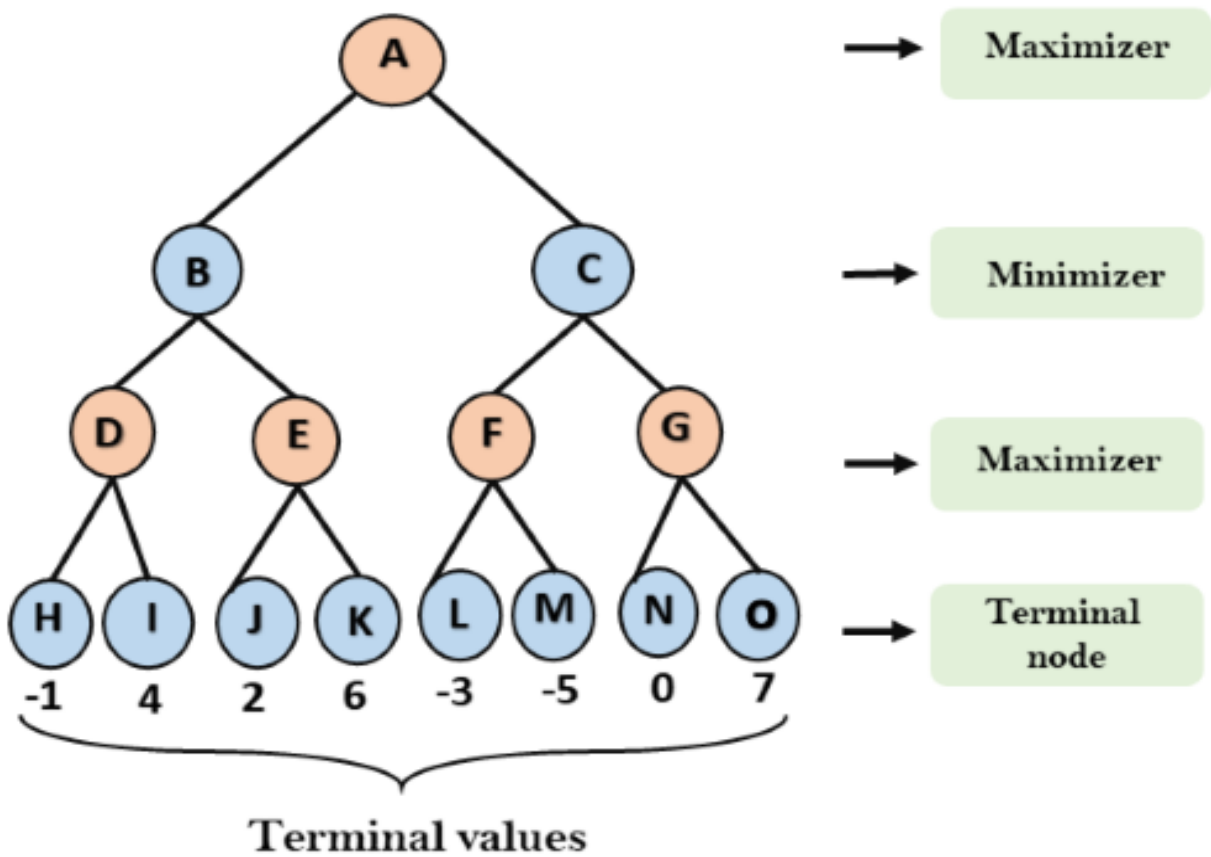 A
Maximizer
B
C
Minimizer
D
E
F
G
Maximizer
H
I
J
K
L
M
N
O
Terminal
node
-1
4
2
6
-3
-5
0
7
Terminal values